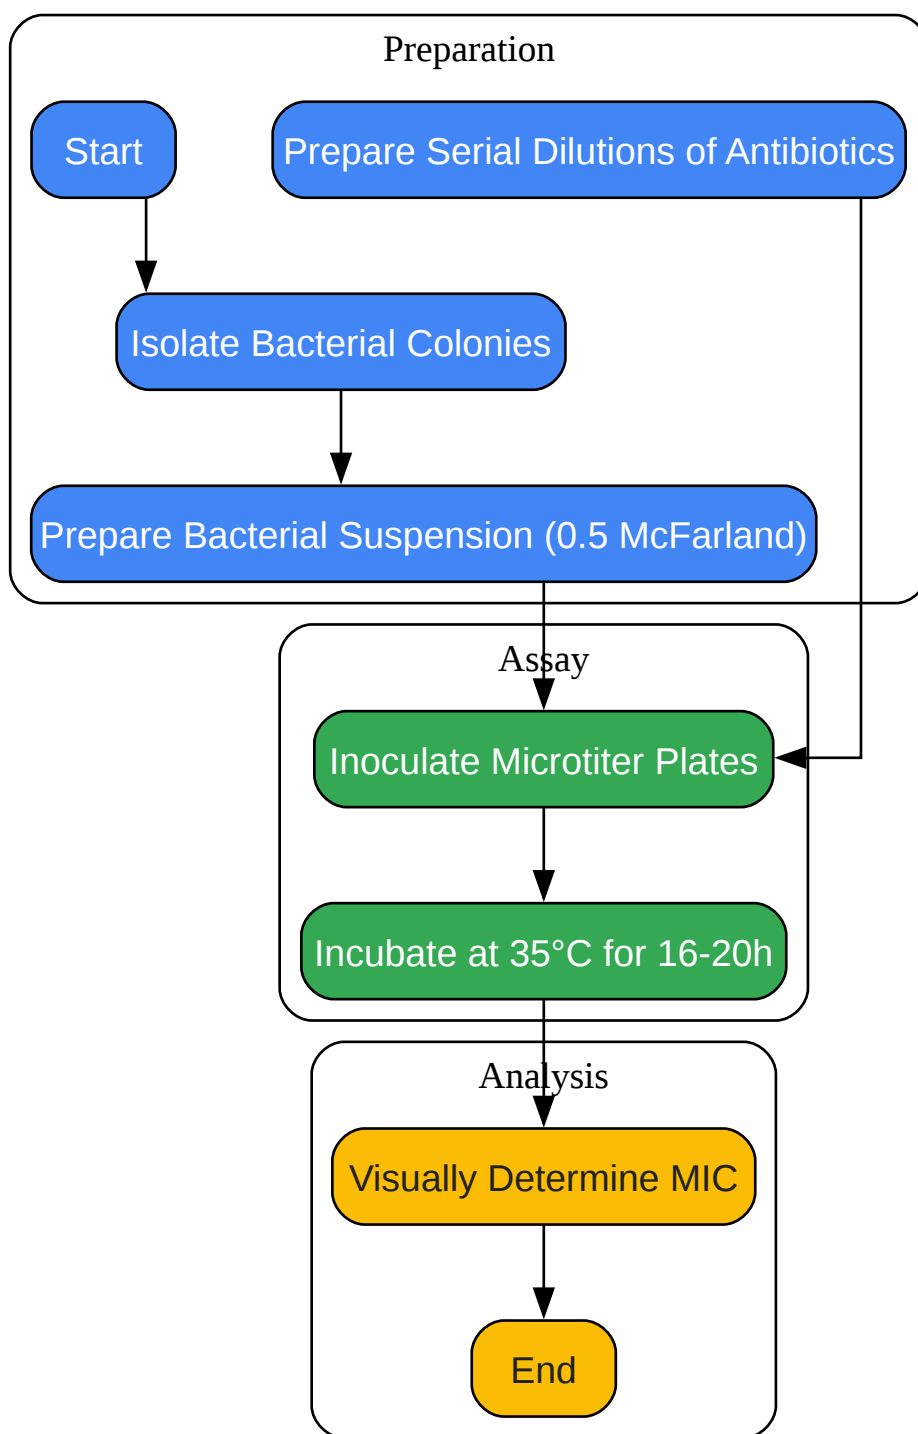 Preparation
Start
Prepare Serial Dilutions of Antibiotics
Isolate Bacterial Colonies
Prepare Bacterial Suspension (0.5 McFarland)
Assay
Inoculate Microtiter Plates
Incubate at 35°C for 16-20h
Analysis
Visually Determine MIC
End